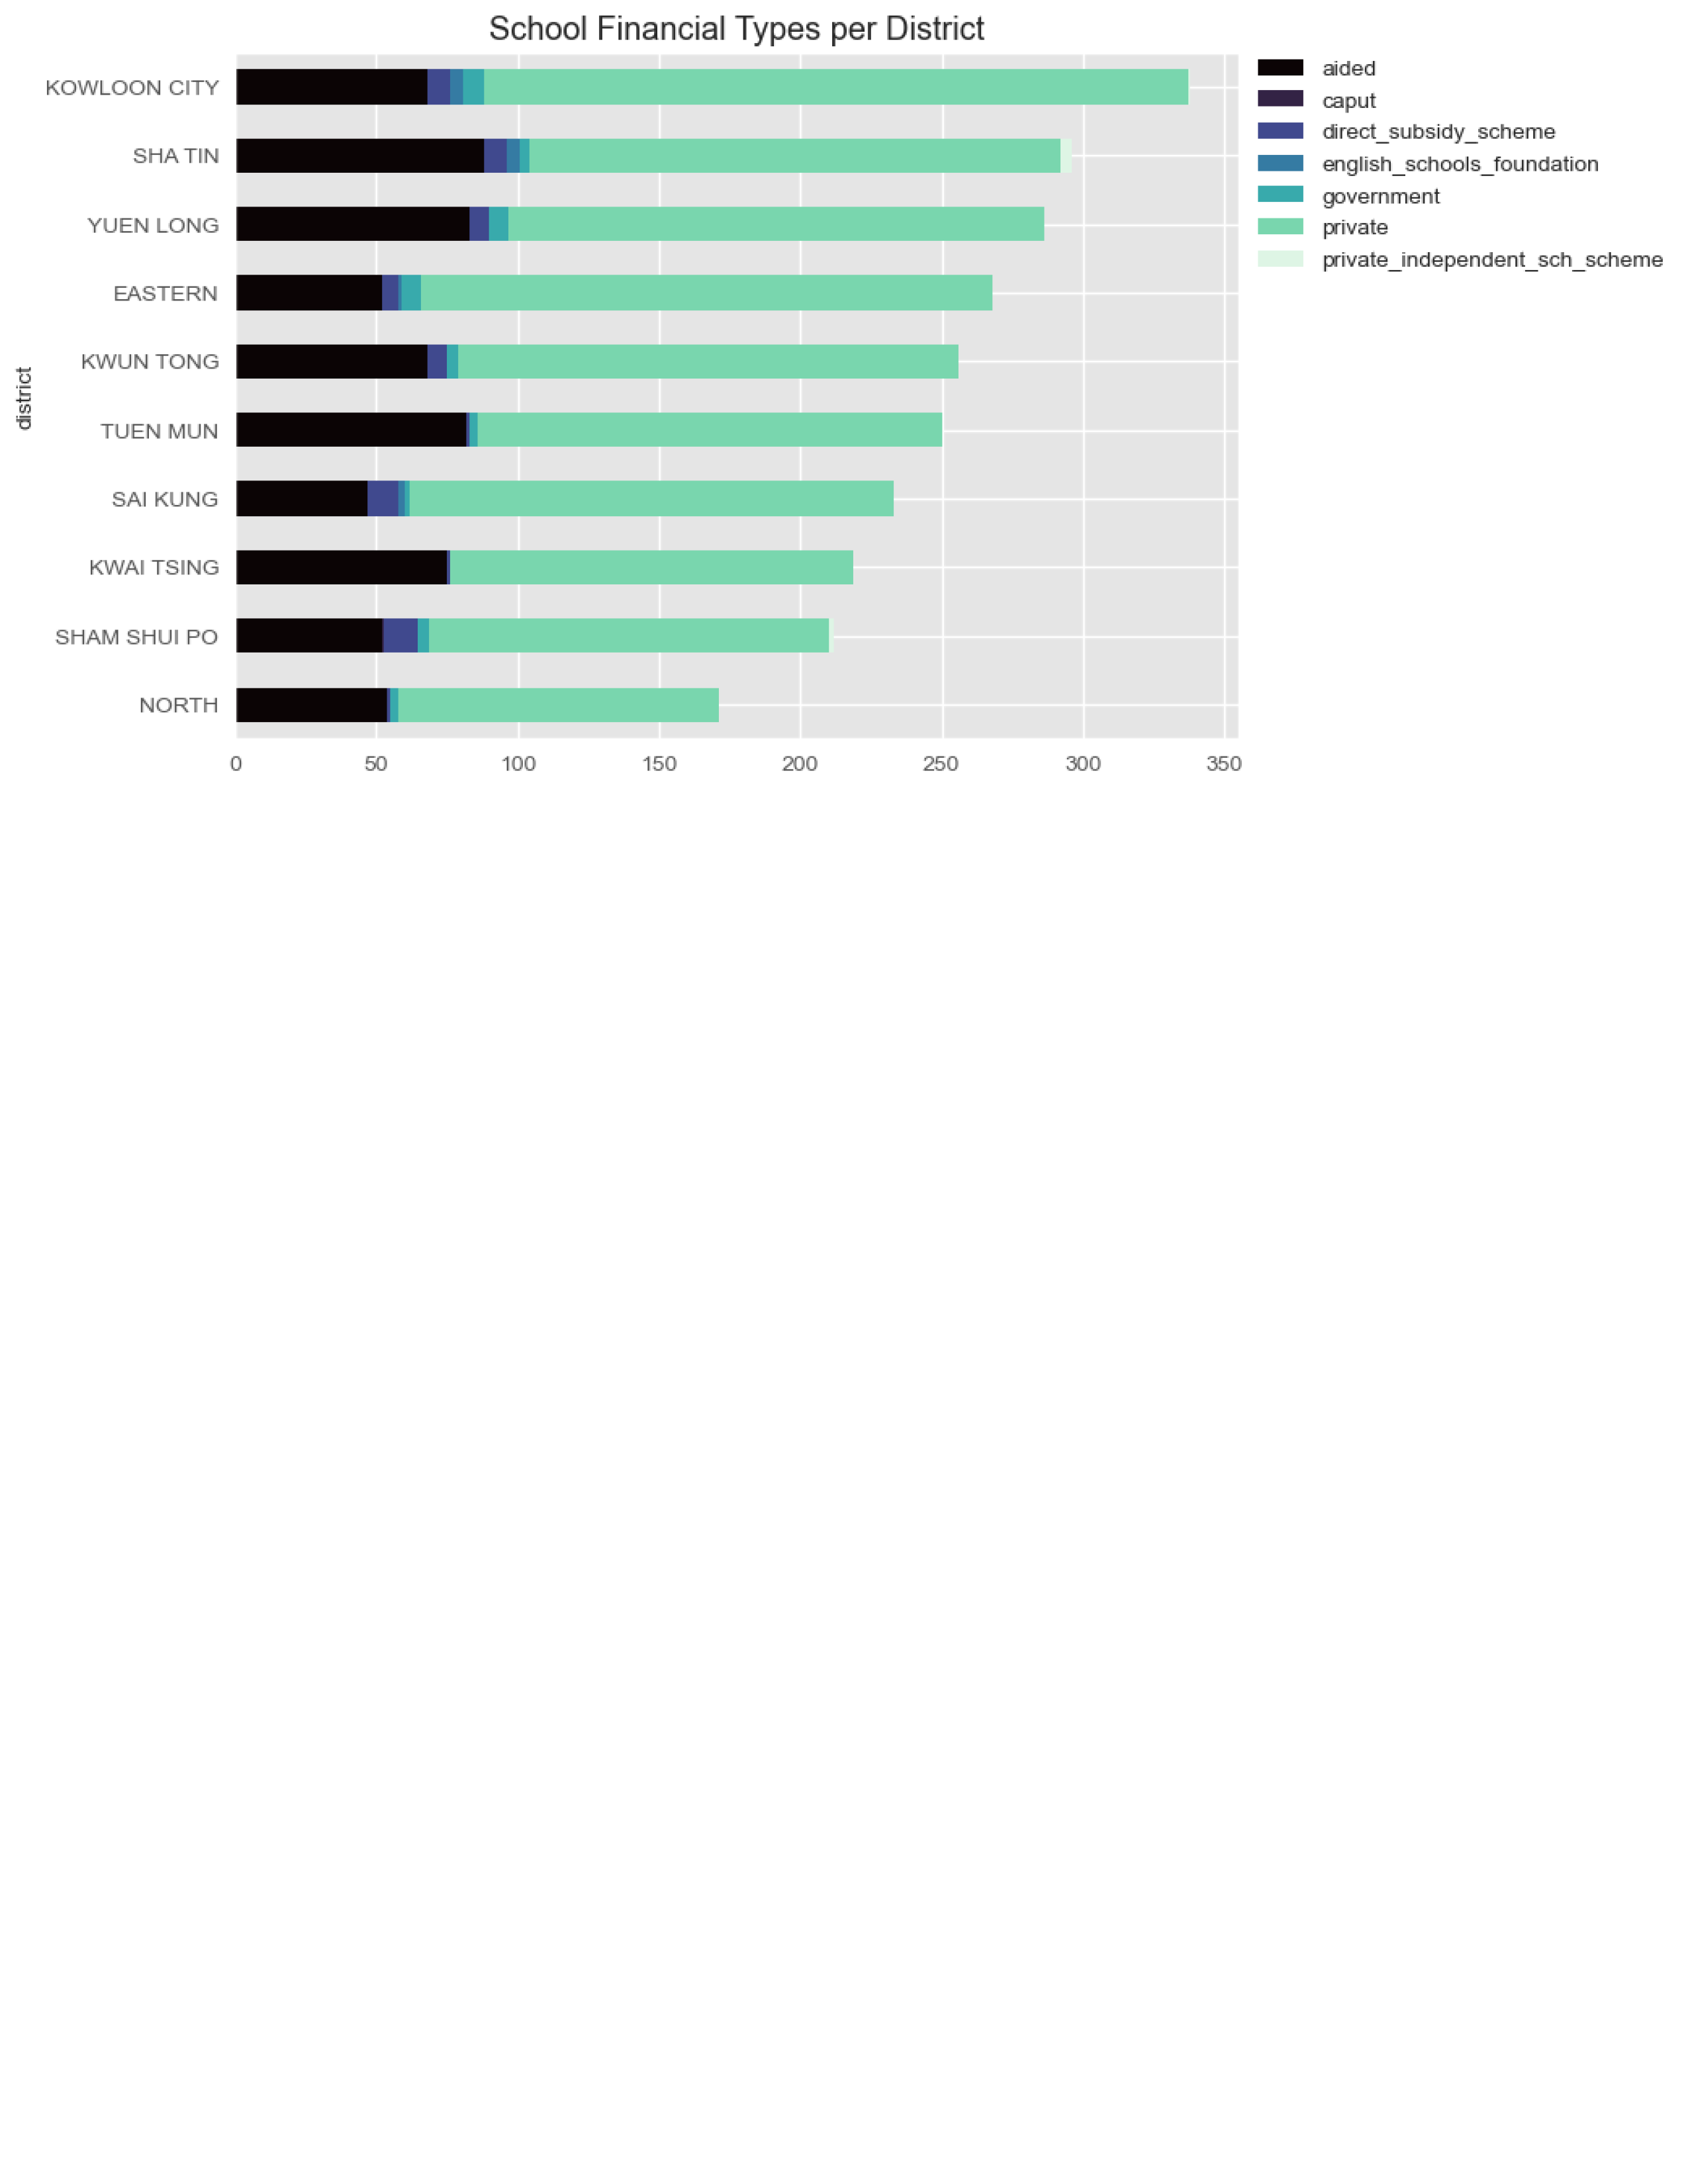 School Financial Types per District
KOWLOON CITY
SHA TIN
YUEN LONG
EASTERN
KWUN TONG
TUEN MUN
SAI KUNG
KWAI TSING
SHAM SHUI PO
NORTH
district
0 50 100 150 200 250 300 350
aided
caput
direct_subsidy_scheme
english_schools_foundation
government
private
private_independent_sch_scheme